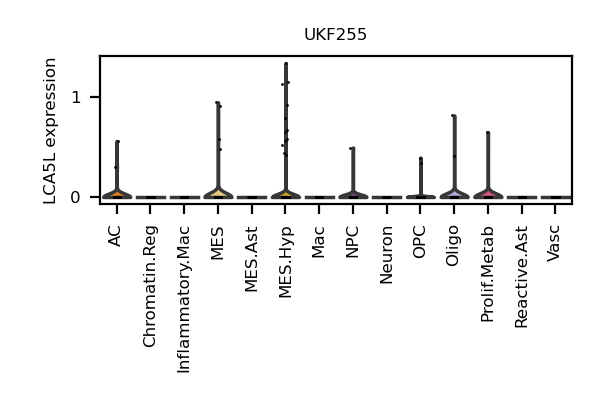 UKF255
LCA5L expression
1
0
AC
Chromatin.Reg
Inflammatory.Mac
MES
MES.Ast
MES.Hyp
Mac
NPC
Neuron
OPC
Oligo
Prolif.Metab
Reactive.Ast
Vasc